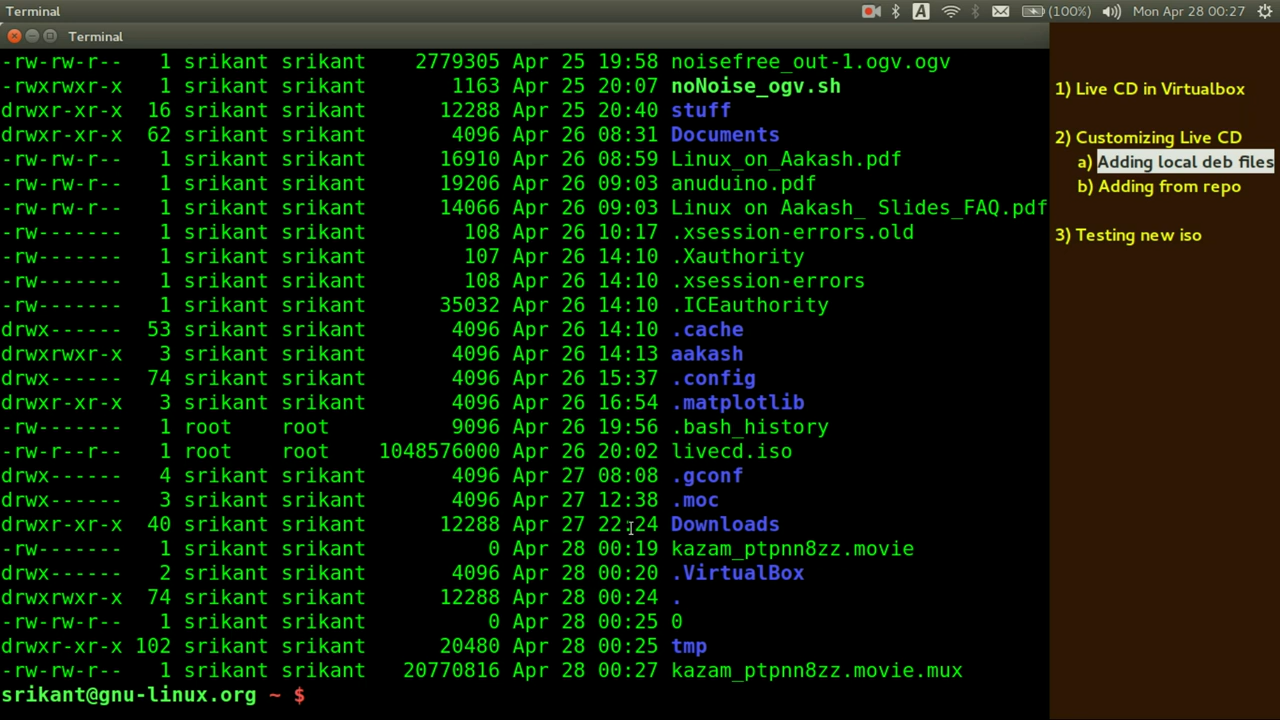 Terminal
A
(100%)
Mon Apr 28 00:27
Terminal
-rw-rw-r-- 1 srikant srikant 2779305 Apr 25 19:58 noisefree_out-1.ogv.ogv
-rwxrwxr-x 1 srikant srikant 1163 Apr 25 20:07 noNoise_ogv.sh
drwxr-xr-x 16 srikant srikant 12288 Apr 25 20:40 stuff
drwxr-xr-x 62 srikant srikant 4096 Apr 26 08:31 Documents
-rw-rw-r-- 1 srikant srikant 16910 Apr 26 08:59 Linux_on_Aakash.pdf
-rw-rw-r-- 1 srikant srikant 19206 Apr 26 09:03 anuduino.pdf
-rw-rw-r-- 1 srikant srikant 14066 Apr 26 09:03 Linux on Aakash_ Slides_FAQ.pdf
-rw------- 1 srikant srikant 108 Apr 26 10:17 .xsession-errors.old
-rw------- 1 srikant srikant 107 Apr 26 14:10 .Xauthority
-rw------- 1 srikant srikant 108 Apr 26 14:10 .xsession-errors
-rw------- 1 srikant srikant 35032 Apr 26 14:10 .ICEauthority
drwx------ 53 srikant srikant 4096 Apr 26 14:10 .cache
drwxrwxr-x 3 srikant srikant 4096 Apr 26 14:13 aakash
drwx------ 74 srikant srikant 4096 Apr 26 15:37 .config
drwxr-xr-x 3 srikant srikant 4096 Apr 26 16:54 .matplotlib
-rw------- 1 root root 9096 Apr 26 19:56 .bash_history
-rw-r--r-- 1 root root 1048576000 Apr 26 20:02 livecd.iso
drwx------ 4 srikant srikant 4096 Apr 27 08:08 .gconf
drwx------ 3 srikant srikant 4096 Apr 27 12:38 .moc
drwxr-xr-x 40 srikant srikant 12288 Apr 27 22:24 Downloads
-rw------- 1 srikant srikant 0 Apr 28 00:19 kazam_ptpnn8zz.movie
drwx------ 2 srikant srikant 4096 Apr 28 00:20 .VirtualBox
drwxrwxr-x 74 srikant srikant 12288 Apr 28 00:24 .
-rw-rw-r-- 1 srikant srikant 0 Apr 28 00:25 0
drwxr-xr-x 102 srikant srikant 20480 Apr 28 00:25 tmp
-rw-rw-r-- 1 srikant srikant 20770816 Apr 28 00:27 kazam_ptpnn8zz.movie.mux
srikant@gnu-linux.org ~ $
1) Live CD in Virtualbox
2) Customizing Live CD
a) Adding local deb files
b) Adding from repo
3) Testing new iso